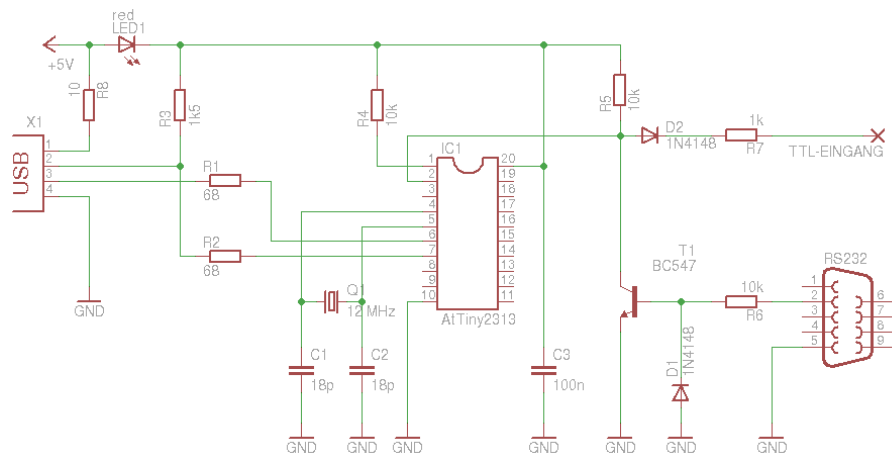 red
LED1
+5V
10
R8
R3
1k5
R4
10k
R5
10k
D2
1N4148
1k
R7
TTL-EINGANG
X1
USB
1
2
3
4
R1
68
R2
68
IC1
1
2
3
4
5
6
7
8
9
10
20
19
18
17
16
15
14
13
12
11
AtTiny2313
Q1
12 MHz
C1
18p
C2
18p
C3
100n
T1
BC547
10k
R6
D1
1N4148
RS232
1
2
3
4
5
6
7
8
9
GND
GND
GND
GND
GND
GND
GND
GND